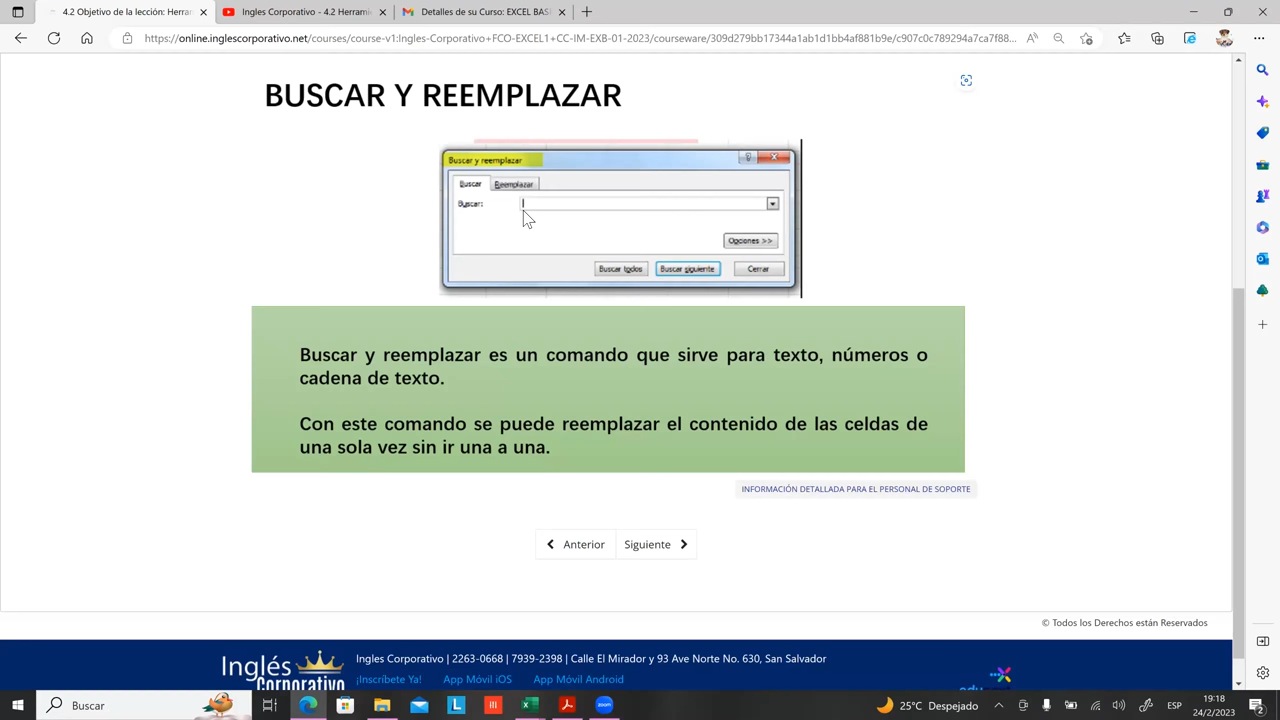 4.2 Objetivo de la lección: Herran
Ingles Corporativo - 4.2 Herramie
Detalles de su Curso: EXCEL BASI
https://online.inglescorporativo.net/courses/course-v1:Ingles-Corporativo+FCO-EXCEL1+CC-IM-EXB-01-2023/courseware/309d279bb17344a1ab1d1bb4af881b9e/c907c0c789294a7ca7f88...
BUSCAR Y REEMPLAZAR
Buscar y reemplazar
Buscar Reemplazar
Buscar:
Opciones >>
Buscar todos Buscar siguiente Cerrar
Buscar y reemplazar es un comando que sirve para texto, números o
cadena de texto.
Con este comando se puede reemplazar el contenido de las celdas de
una sola vez sin ir una a una.
INFORMACIÓN DETALLADA PARA EL PERSONAL DE SOPORTE
Anterior Siguiente
© Todos los Derechos están Reservados
Inglés
Corporativo
Ingles Corporativo | 2263-0668 | 7939-2398 | Calle El Mirador y 93 Ave Norte No. 630, San Salvador
¡Inscríbete Ya! App Móvil iOS App Móvil Android
Buscar
zoom
25°C Despejado
ESP
19:18
24/2/2023